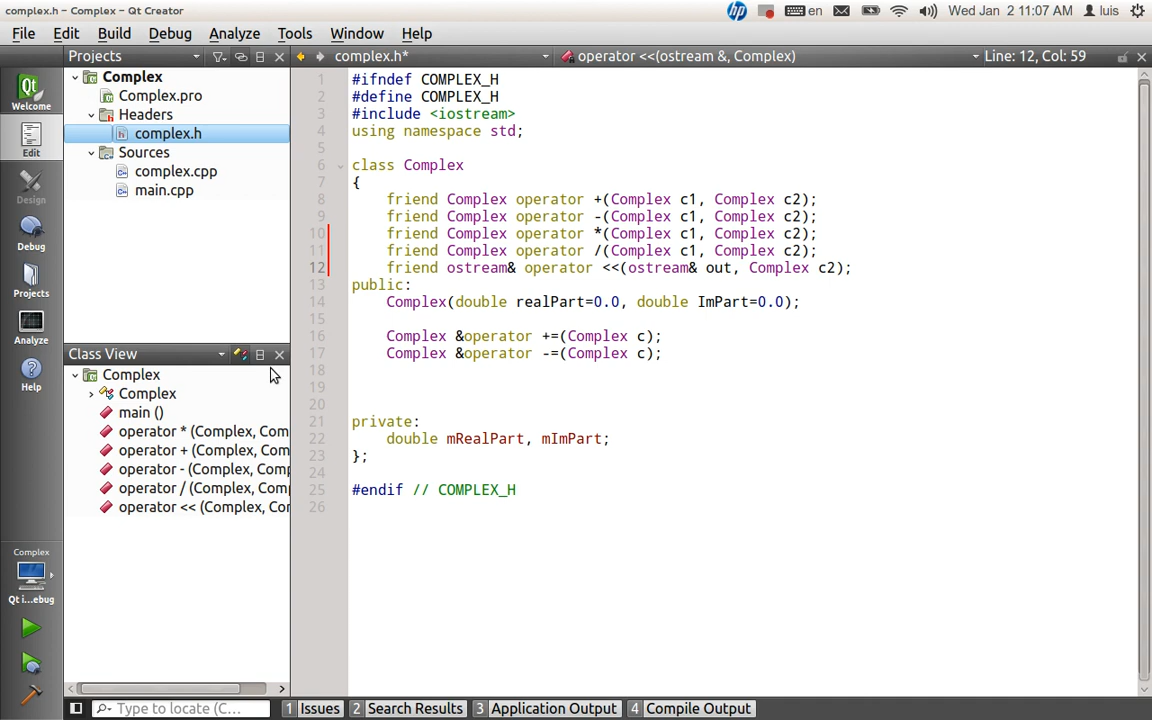 complex.h – Complex - Qt Creator
en
Wed Jan 2 11:07 AM
luis
File Edit Build Debug Analyze Tools Window Help
Projects
complex.h*
operator <<(ostream &, Complex)
Line: 12, Col: 59
Welcome
Edit
Design
Debug
Projects
Analyze
Help
Complex
Qt i...ebug
Complex
Complex.pro
Headers
complex.h
Sources
complex.cpp
main.cpp
Class View
Complex
Complex
main ()
operator * (Complex, Com
operator + (Complex, Com
operator - (Complex, Comp
operator / (Complex, Comp
operator << (Complex, Cor
1 #ifndef COMPLEX_H
2 #define COMPLEX_H
3 #include <iostream>
4 using namespace std;
5
6 class Complex
7 {
8 friend Complex operator +(Complex c1, Complex c2);
9 friend Complex operator -(Complex c1, Complex c2);
10 friend Complex operator *(Complex c1, Complex c2);
11 friend Complex operator /(Complex c1, Complex c2);
12 friend ostream& operator <<(ostream& out, Complex c2);
13 public:
14 Complex(double realPart=0.0, double ImPart=0.0);
15
16 Complex &operator +=(Complex c);
17 Complex &operator -=(Complex c);
18
19
20
21 private:
22 double mRealPart, mImPart;
23 };
24
25 #endif // COMPLEX_H
26
Type to locate (C...
1 Issues
2 Search Results
3 Application Output
4 Compile Output